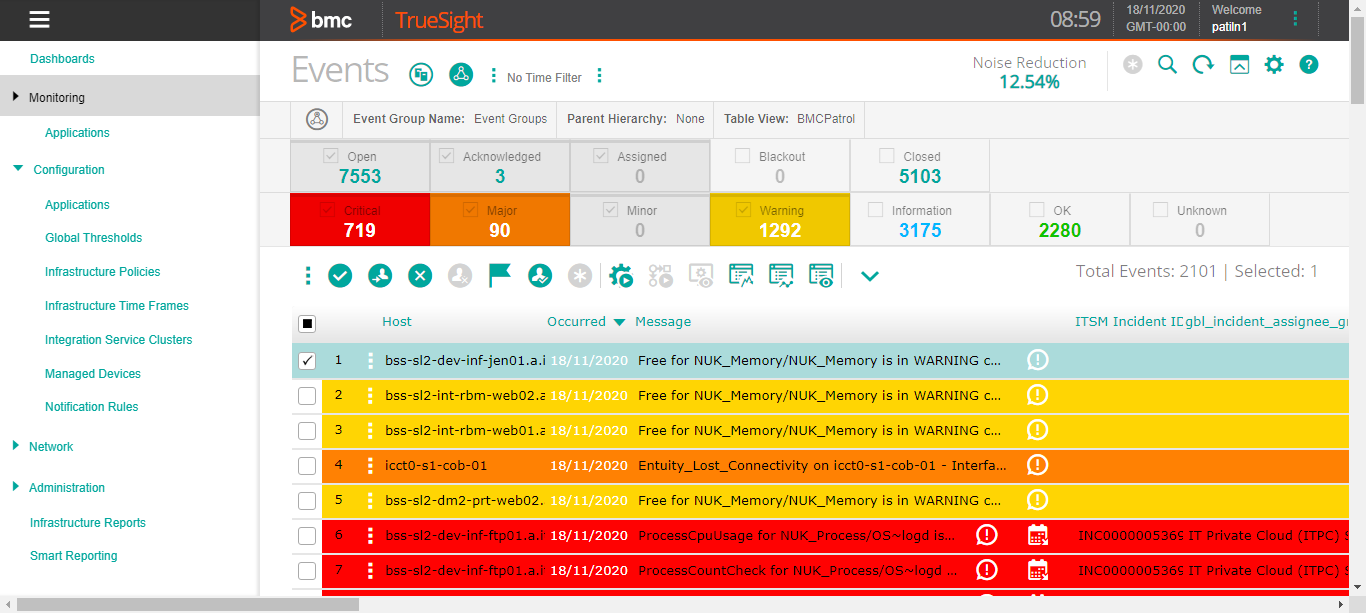 bmc TrueSight 08:59 18/11/2020 GMT-00:00 Welcome patiln1
Dashboards
Monitoring
Applications
Configuration
Applications
Global Thresholds
Infrastructure Policies
Infrastructure Time Frames
Integration Service Clusters
Managed Devices
Notification Rules
Network
Administration
Infrastructure Reports
Smart Reporting
Events No Time Filter Noise Reduction 12.54%
Event Group Name: Event Groups Parent Hierarchy: None Table View: BMCPatrol
Open Acknowledged Assigned Blackout Closed
7553 3 0 0 5103
Critical Major Minor Warning Information OK Unknown
719 90 0 1292 3175 2280 0
Total Events: 2101 | Selected: 1
Host Occurred Message ITSM Incident ID gbl_incident_assignee_gr
1 bss-sl2-dev-inf-jen01.a.i 18/11/2020 Free for NUK_Memory/NUK_Memory is in WARNING c...
2 bss-sl2-int-rbm-web02.a 18/11/2020 Free for NUK_Memory/NUK_Memory is in WARNING c...
3 bss-sl2-int-rbm-web01.a 18/11/2020 Free for NUK_Memory/NUK_Memory is in WARNING c...
4 icct0-s1-cob-01 18/11/2020 Entuity_Lost_Connectivity on icct0-s1-cob-01 - Interfa...
5 bss-sl2-dm2-prt-web02. 18/11/2020 Free for NUK_Memory/NUK_Memory is in WARNING c...
6 bss-sl2-dev-inf-ftp01.a.i 18/11/2020 ProcessCpuUsage for NUK_Process/OS~logd is... INC0000005369 IT Private Cloud (ITPC) S
7 bss-sl2-dev-inf-ftp01.a.i 18/11/2020 ProcessCountCheck for NUK_Process/OS~logd ... INC0000005369 IT Private Cloud (ITPC) S